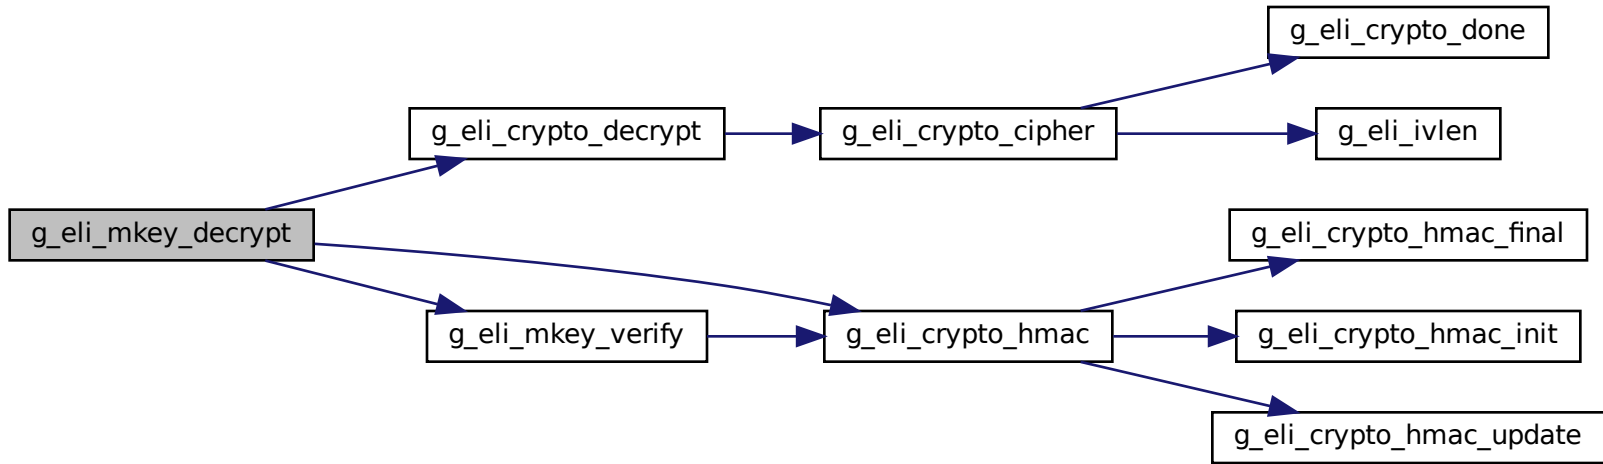 g_eli_crypto_done
g_eli_crypto_decrypt
g_eli_crypto_cipher
g_eli_ivlen
g_eli_mkey_decrypt
g_eli_crypto_hmac_final
g_eli_mkey_verify
g_eli_crypto_hmac
g_eli_crypto_hmac_init
g_eli_crypto_hmac_update